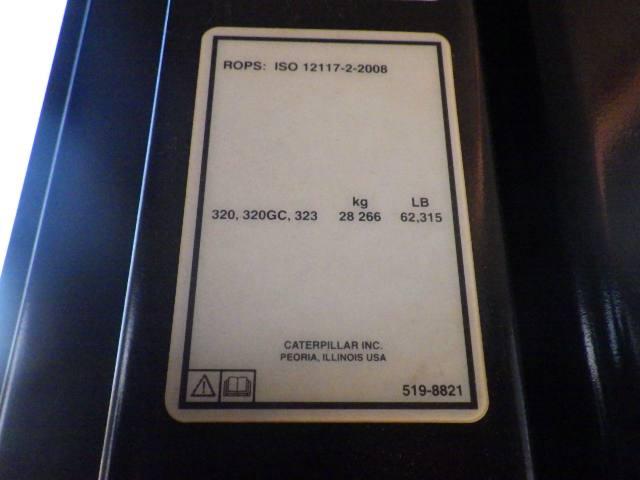 ROPS: ISO 12117-2-2008
kg LB
320, 320GC, 323 28 266 62,315
CATERPILLAR INC.
PEORIA, ILLINOIS USA
519-8821